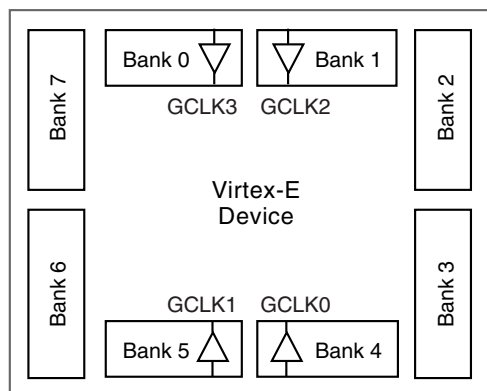 Bank 0
Bank 1
GCLK3
GCLK2
Bank 7
Bank 2
Virtex-E
Device
Bank 6
Bank 3
GCLK1
GCLK0
Bank 5
Bank 4